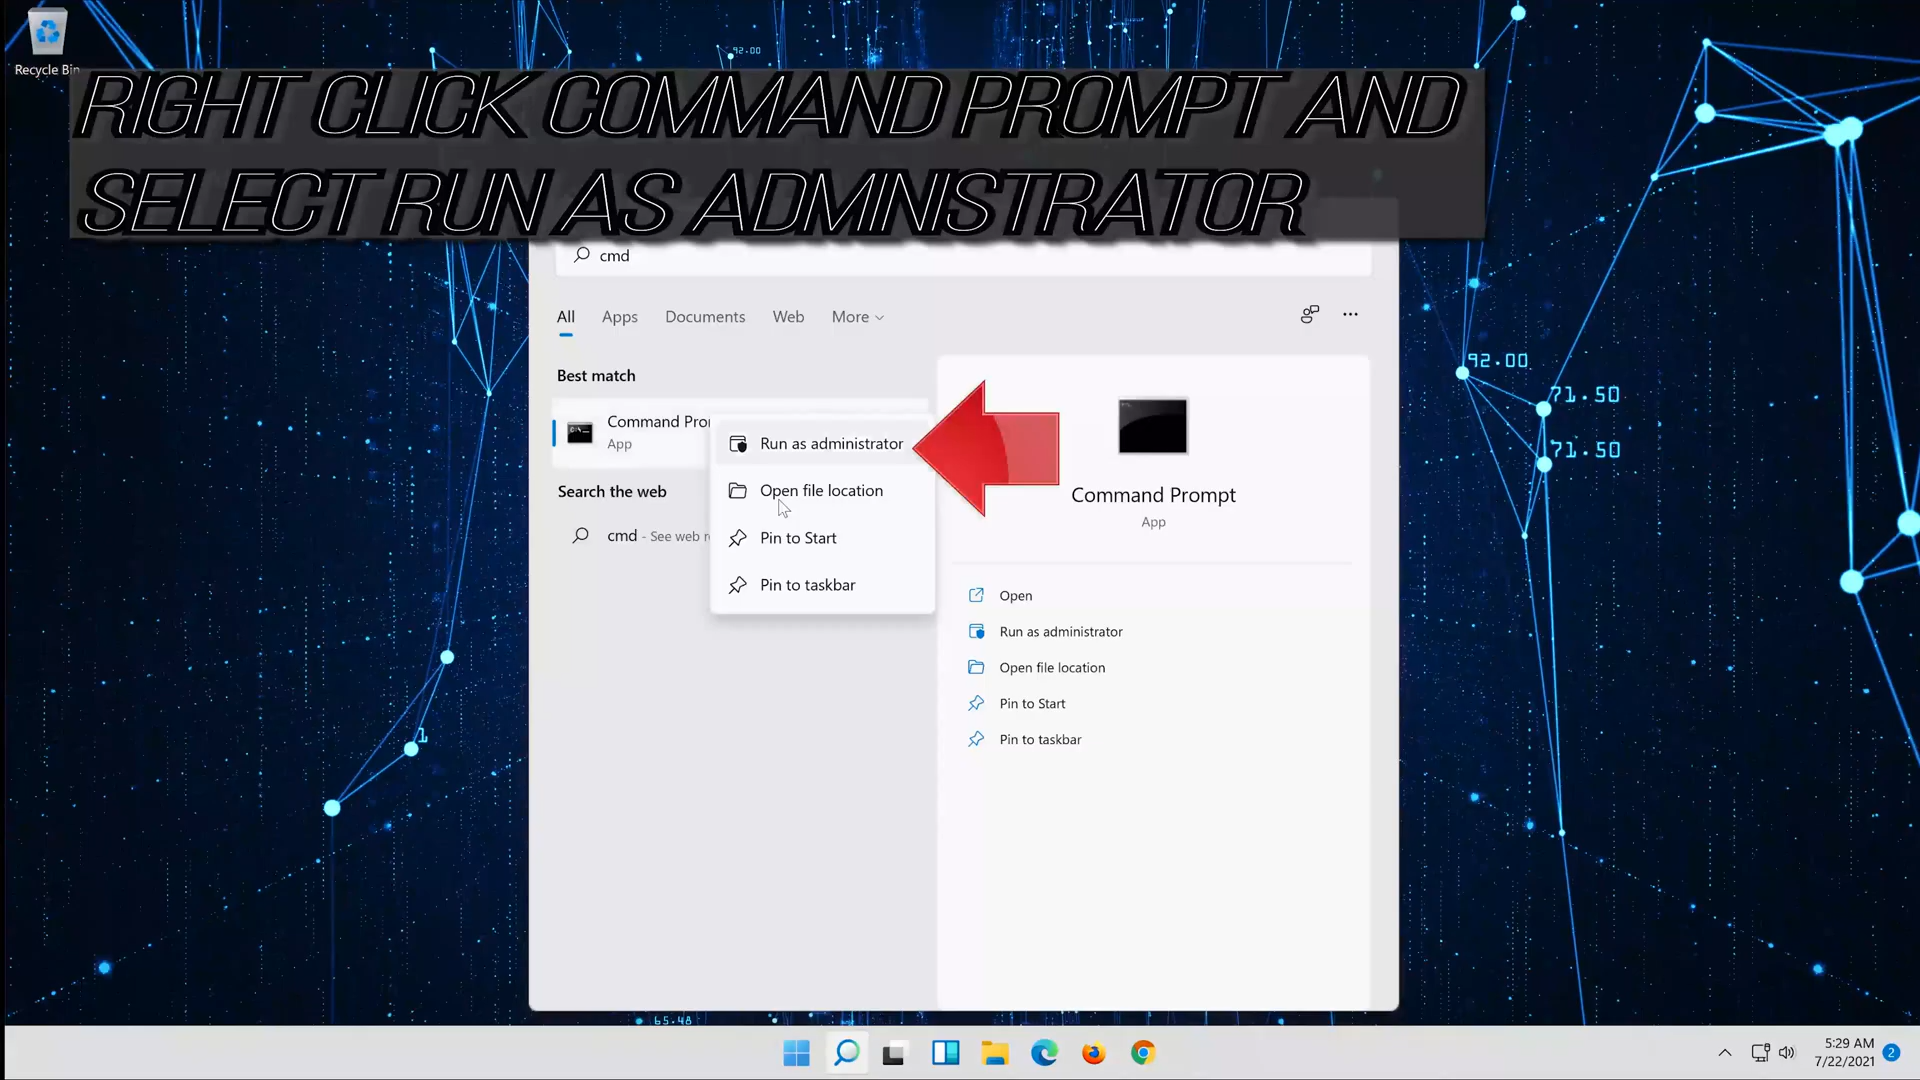 92.00
Recycle Bin
RIGHT CLICK COMMAND PROMPT AND
SELECT RUN AS ADMINISTRATOR
cmd
All Apps Documents Web More
Best match
Command Pro
App
Search the web
cmd - See web r
Run as administrator
Open file location
Pin to Start
Pin to taskbar
Command Prompt
App
Open
Run as administrator
Open file location
Pin to Start
Pin to taskbar
92.00
71.50
71.50
1
65.48
5:29 AM
7/22/2021
2